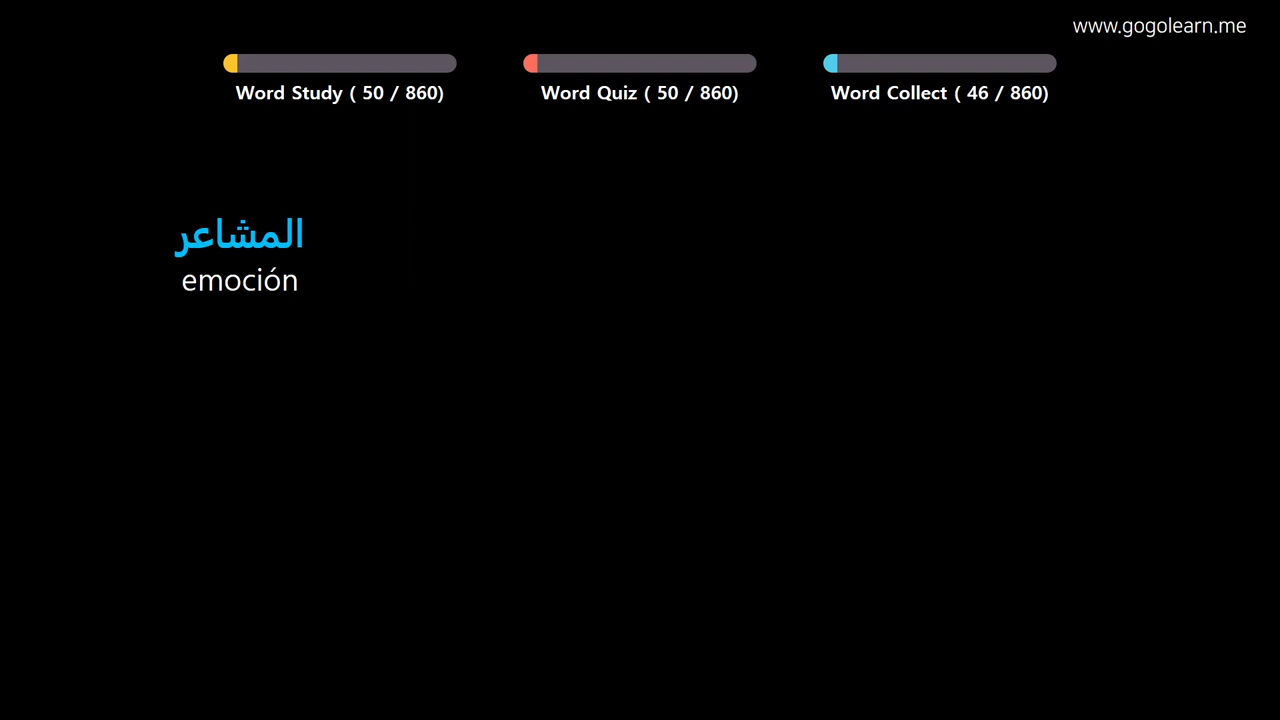 www.gogolearn.me
Word Study ( 50 / 860)
Word Quiz ( 50 / 860)
Word Collect ( 46 / 860)
المشاعر
emoción